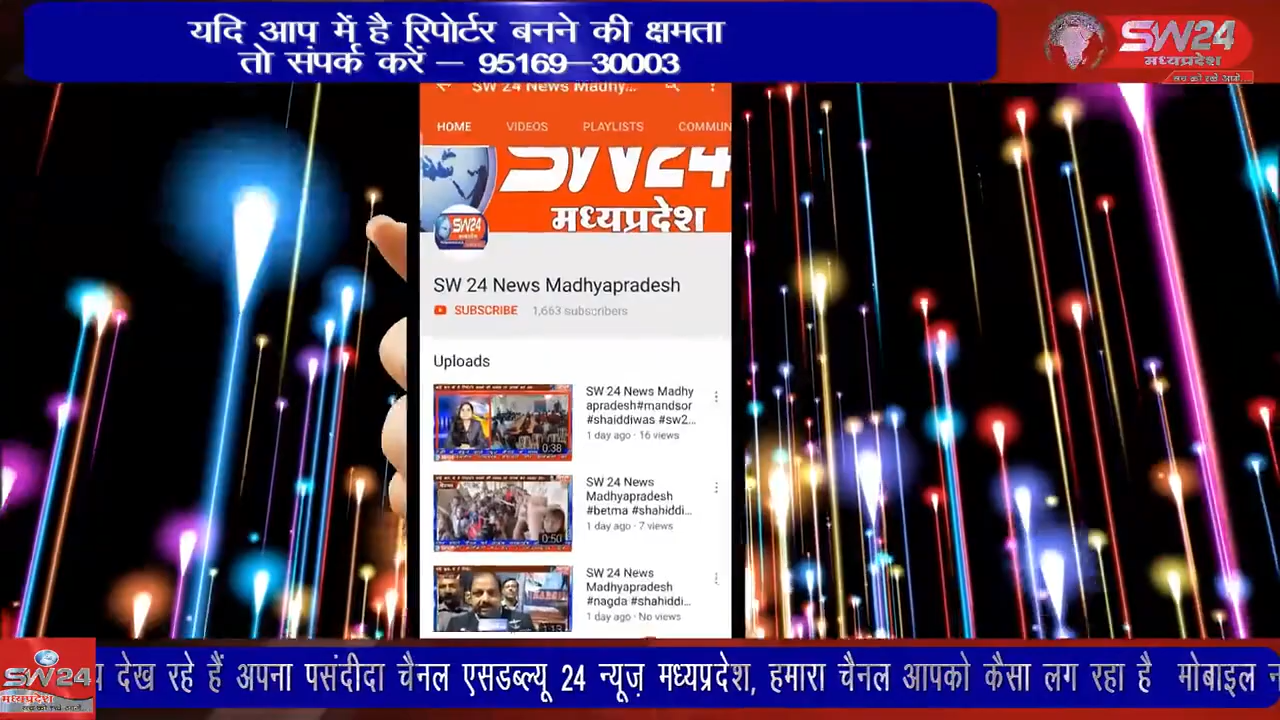 यदि आप में है रिपोर्टर बनने की क्षमता
तो संपर्क करें – 95169–30003
SW24
मध्यप्रदेश
SW 24 News Madhy...
HOME VIDEOS PLAYLISTS COMMUN
SW24
मध्यप्रदेश
SW24
SW 24 News Madhyapradesh
SUBSCRIBE 1,663 subscribers
Uploads
SW 24 News Madhy
apradesh#mandsor
#shaiddiwas #sw2...
1 day ago · 16 views
0:38
SW 24 News
Madhyapradesh
#betma #shahiddi...
1 day ago · 7 views
0:50
SW 24 News
Madhyapradesh
#nagda #shahiddi...
1 day ago · No views
SW24
मध्यप्रदेश
देख रहे हैं अपना पसंदीदा चैनल एसडब्ल्यू 24 न्यूज़ मध्यप्रदेश, हमारा चैनल आपको कैसा लग रहा है मोबाइल